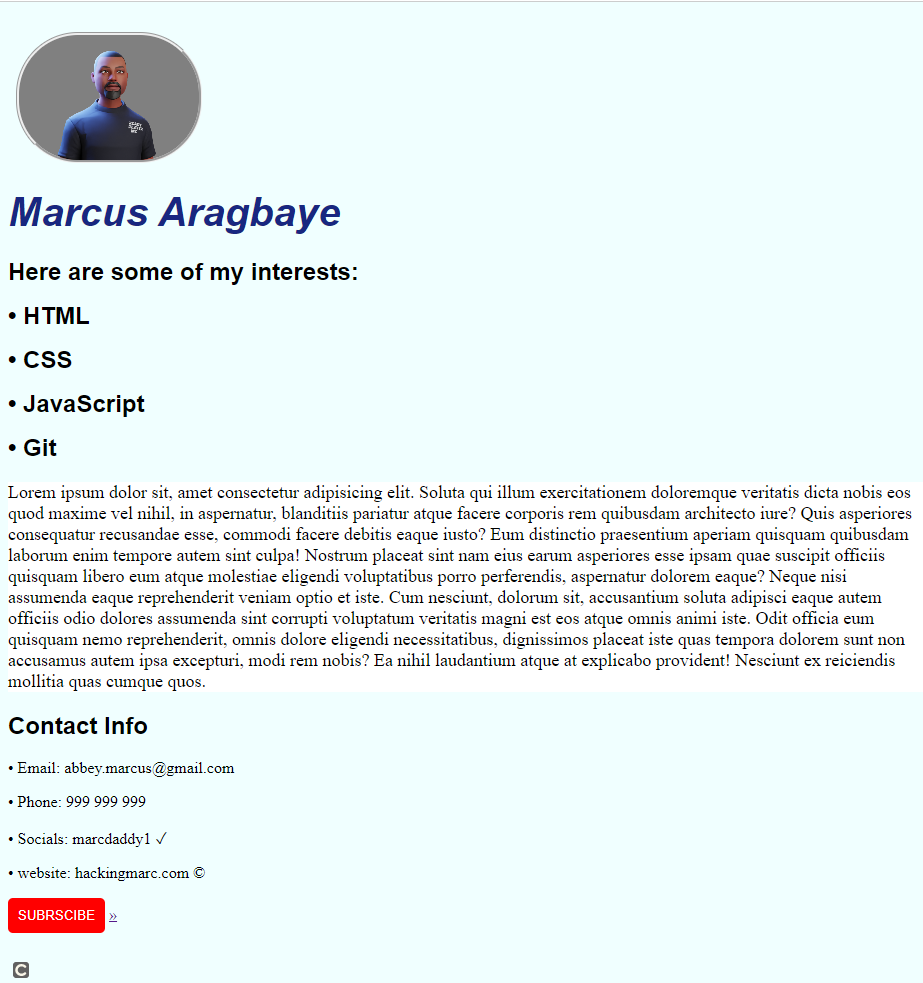 READY
PLAYER
ME
Marcus Aragbaye
Here are some of my interests:
• HTML
• CSS
• JavaScript
• Git
Lorem ipsum dolor sit, amet consectetur adipisicing elit. Soluta qui illum exercitationem doloremque veritatis dicta nobis eos
quod maxime vel nihil, in aspernatur, blanditiis pariatur atque facere corporis rem quibusdam architecto iure? Quis asperiores
consequatur recusandae esse, commodi facere debitis eaque iusto? Eum distinctio praesentium aperiam quisquam quibusdam
laborum enim tempore autem sint culpa! Nostrum placeat sint nam eius earum asperiores esse ipsam quae suscipit officiis
quisquam libero eum atque molestiae eligendi voluptatibus porro perferendis, aspernatur dolorem eaque? Neque nisi
assumenda eaque reprehenderit veniam optio et iste. Cum nesciunt, dolorum sit, accusantium soluta adipisci eaque autem
officiis odio dolores assumenda sint corrupti voluptatum veritatis magni est eos atque omnis animi iste. Odit officia eum
quisquam nemo reprehenderit, omnis dolore eligendi necessitatibus, dignissimos placeat iste quas tempora dolorem sunt non
accusamus autem ipsa excepturi, modi rem nobis? Ea nihil laudantium atque at explicabo provident! Nesciunt ex reiciendis
mollitia quas cumque quos.
Contact Info
• Email: abbey.marcus@gmail.com
• Phone: 999 999 999
• Socials: marcdaddy1 ✓
• website: hackingmarc.com ©
SUBRSCIBE »
C